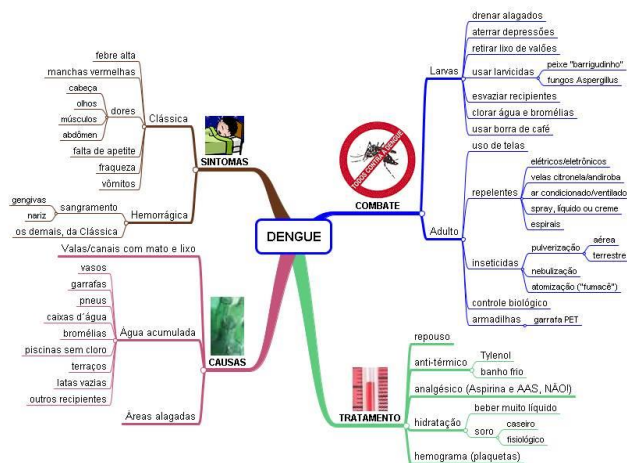 DENGUE
SINTOMAS
Clássica
febre alta
manchas vermelhas
dores
cabeça
olhos
músculos
abdômen
falta de apetite
fraqueza
vômitos
Hemorrágica
sangramento
gengivas
nariz
os demais, da Clássica
CAUSAS
Valas/canais com mato e lixo
Água acumulada
vasos
garrafas
pneus
caixas d´água
bromélias
piscinas sem cloro
terraços
latas vazias
outros recipientes
Áreas alagadas
TODOS CONTRA A DENGUE
COMBATE
Larvas
drenar alagados
aterrar depressões
retirar lixo de valões
usar larvicidas
peixe "barrigudinho"
fungos Aspergillus
esvaziar recipientes
clorar água e bromélias
usar borra de café
Adulto
uso de telas
repelentes
elétricos/eletrônicos
velas citronela/andiroba
ar condicionado/ventilado
spray, líquido ou creme
espirais
inseticidas
pulverização
aérea
terrestre
nebulização
atomização ("fumacê")
controle biológico
armadilhas
garrafa PET
TRATAMENTO
repouso
anti-térmico
Tylenol
banho frio
analgésico (Aspirina e AAS, NÃO!)
hidratação
beber muito líquido
soro
caseiro
fisiológico
hemograma (plaquetas)